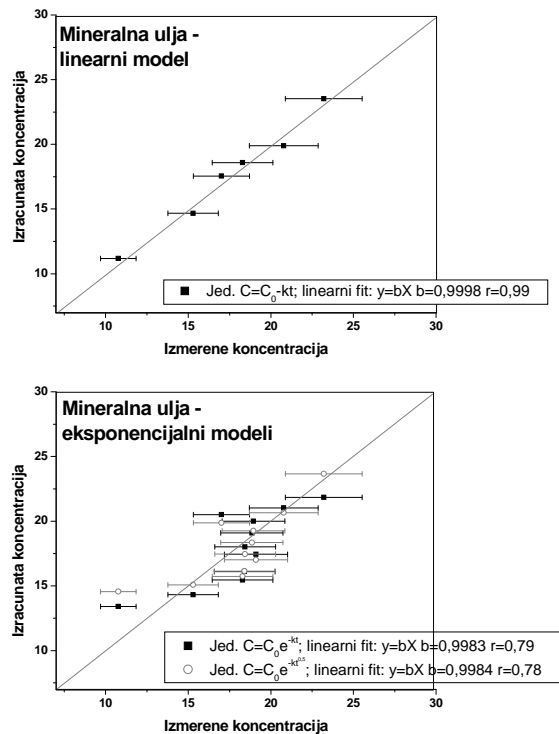 30
Mineralna ulja -
linearni model
25
20
15
10
Izracunata koncentracija
Jed. C=C0-kt; linearni fit: y=bX b=0,9998 r=0,99
10 15 20 25 30
Izmerene koncentracija
30
Mineralna ulja -
eksponencijalni modeli
25
20
15
10
Izracunata koncentracija
Jed. C=C0e-kt; linearni fit: y=bX b=0,9983 r=0,79
Jed. C=C0e-kt0,5; linearni fit: y=bX b=0,9984 r=0,78
10 15 20 25 30
Izmerene koncentracija